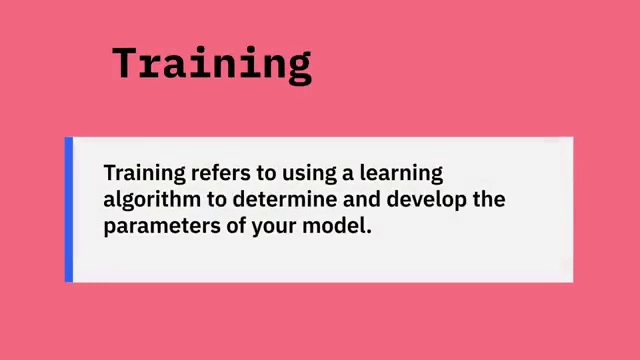 Training
Training refers to using a learning
algorithm to determine and develop the
parameters of your model.